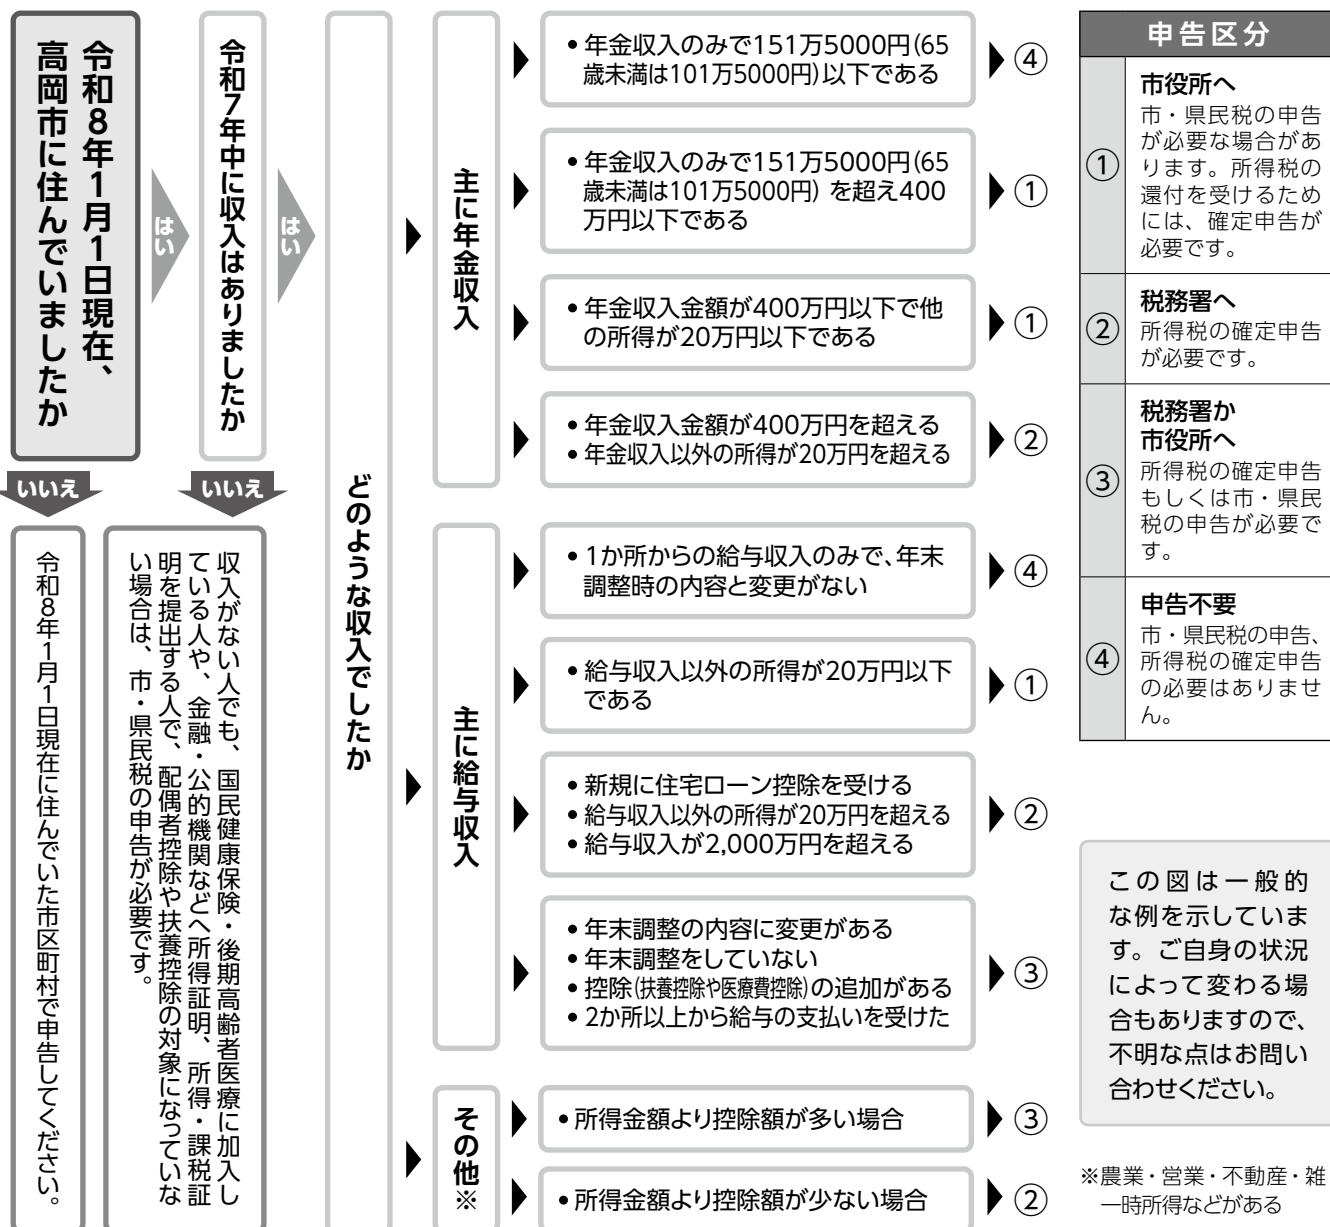 令和8年1月1日現在、
高岡市に住んでいましたか
はい
いいえ
令和8年1月1日現在に住んでいた市区町村で申告してください。
令和7年中に収入はありましたか
はい
いいえ
収入がない人でも、国民健康保険・後期高齢者医療に加入し
ている人や、金融・公的機関などへ所得証明、所得・課税証
明を提出する人で、配偶者控除や扶養控除の対象になっていな
い場合は、市・県民税の申告が必要です。
どのような収入でしたか
主に年金収入
• 年金収入のみで151万5000円(65
歳未満は101万5000円)以下である
④
• 年金収入のみで151万5000円(65
歳未満は101万5000円) を超え400
万円以下である
①
• 年金収入金額が400万円以下で他
の所得が20万円以下である
①
• 年金収入金額が400万円を超える
• 年金収入以外の所得が20万円を超える
②
主に給与収入
• 1か所からの給与収入のみで、年末
調整時の内容と変更がない
④
• 給与収入以外の所得が20万円以下
である
①
• 新規に住宅ローン控除を受ける
• 給与収入以外の所得が20万円を超える
• 給与収入が2,000万円を超える
②
• 年末調整の内容に変更がある
• 年末調整をしていない
• 控除(扶養控除や医療費控除)の追加がある
• 2か所以上から給与の支払いを受けた
③
その他※
• 所得金額より控除額が多い場合
③
• 所得金額より控除額が少ない場合
②
申告区分
①
市役所へ
市・県民税の申告
が必要な場合があ
ります。所得税の
還付を受けるため
には、確定申告が
必要です。
②
税務署へ
所得税の確定申告
が必要です。
③
税務署か
市役所へ
所得税の確定申告
もしくは市・県民
税の申告が必要で
す。
④
申告不要
市・県民税の申告、
所得税の確定申告
の必要はありませ
ん。
この図は一般的
な例を示していま
す。ご自身の状況
によって変わる場
合もありますので、
不明な点はお問い
合わせください。
※農業・営業・不動産・雑
一時所得などがある